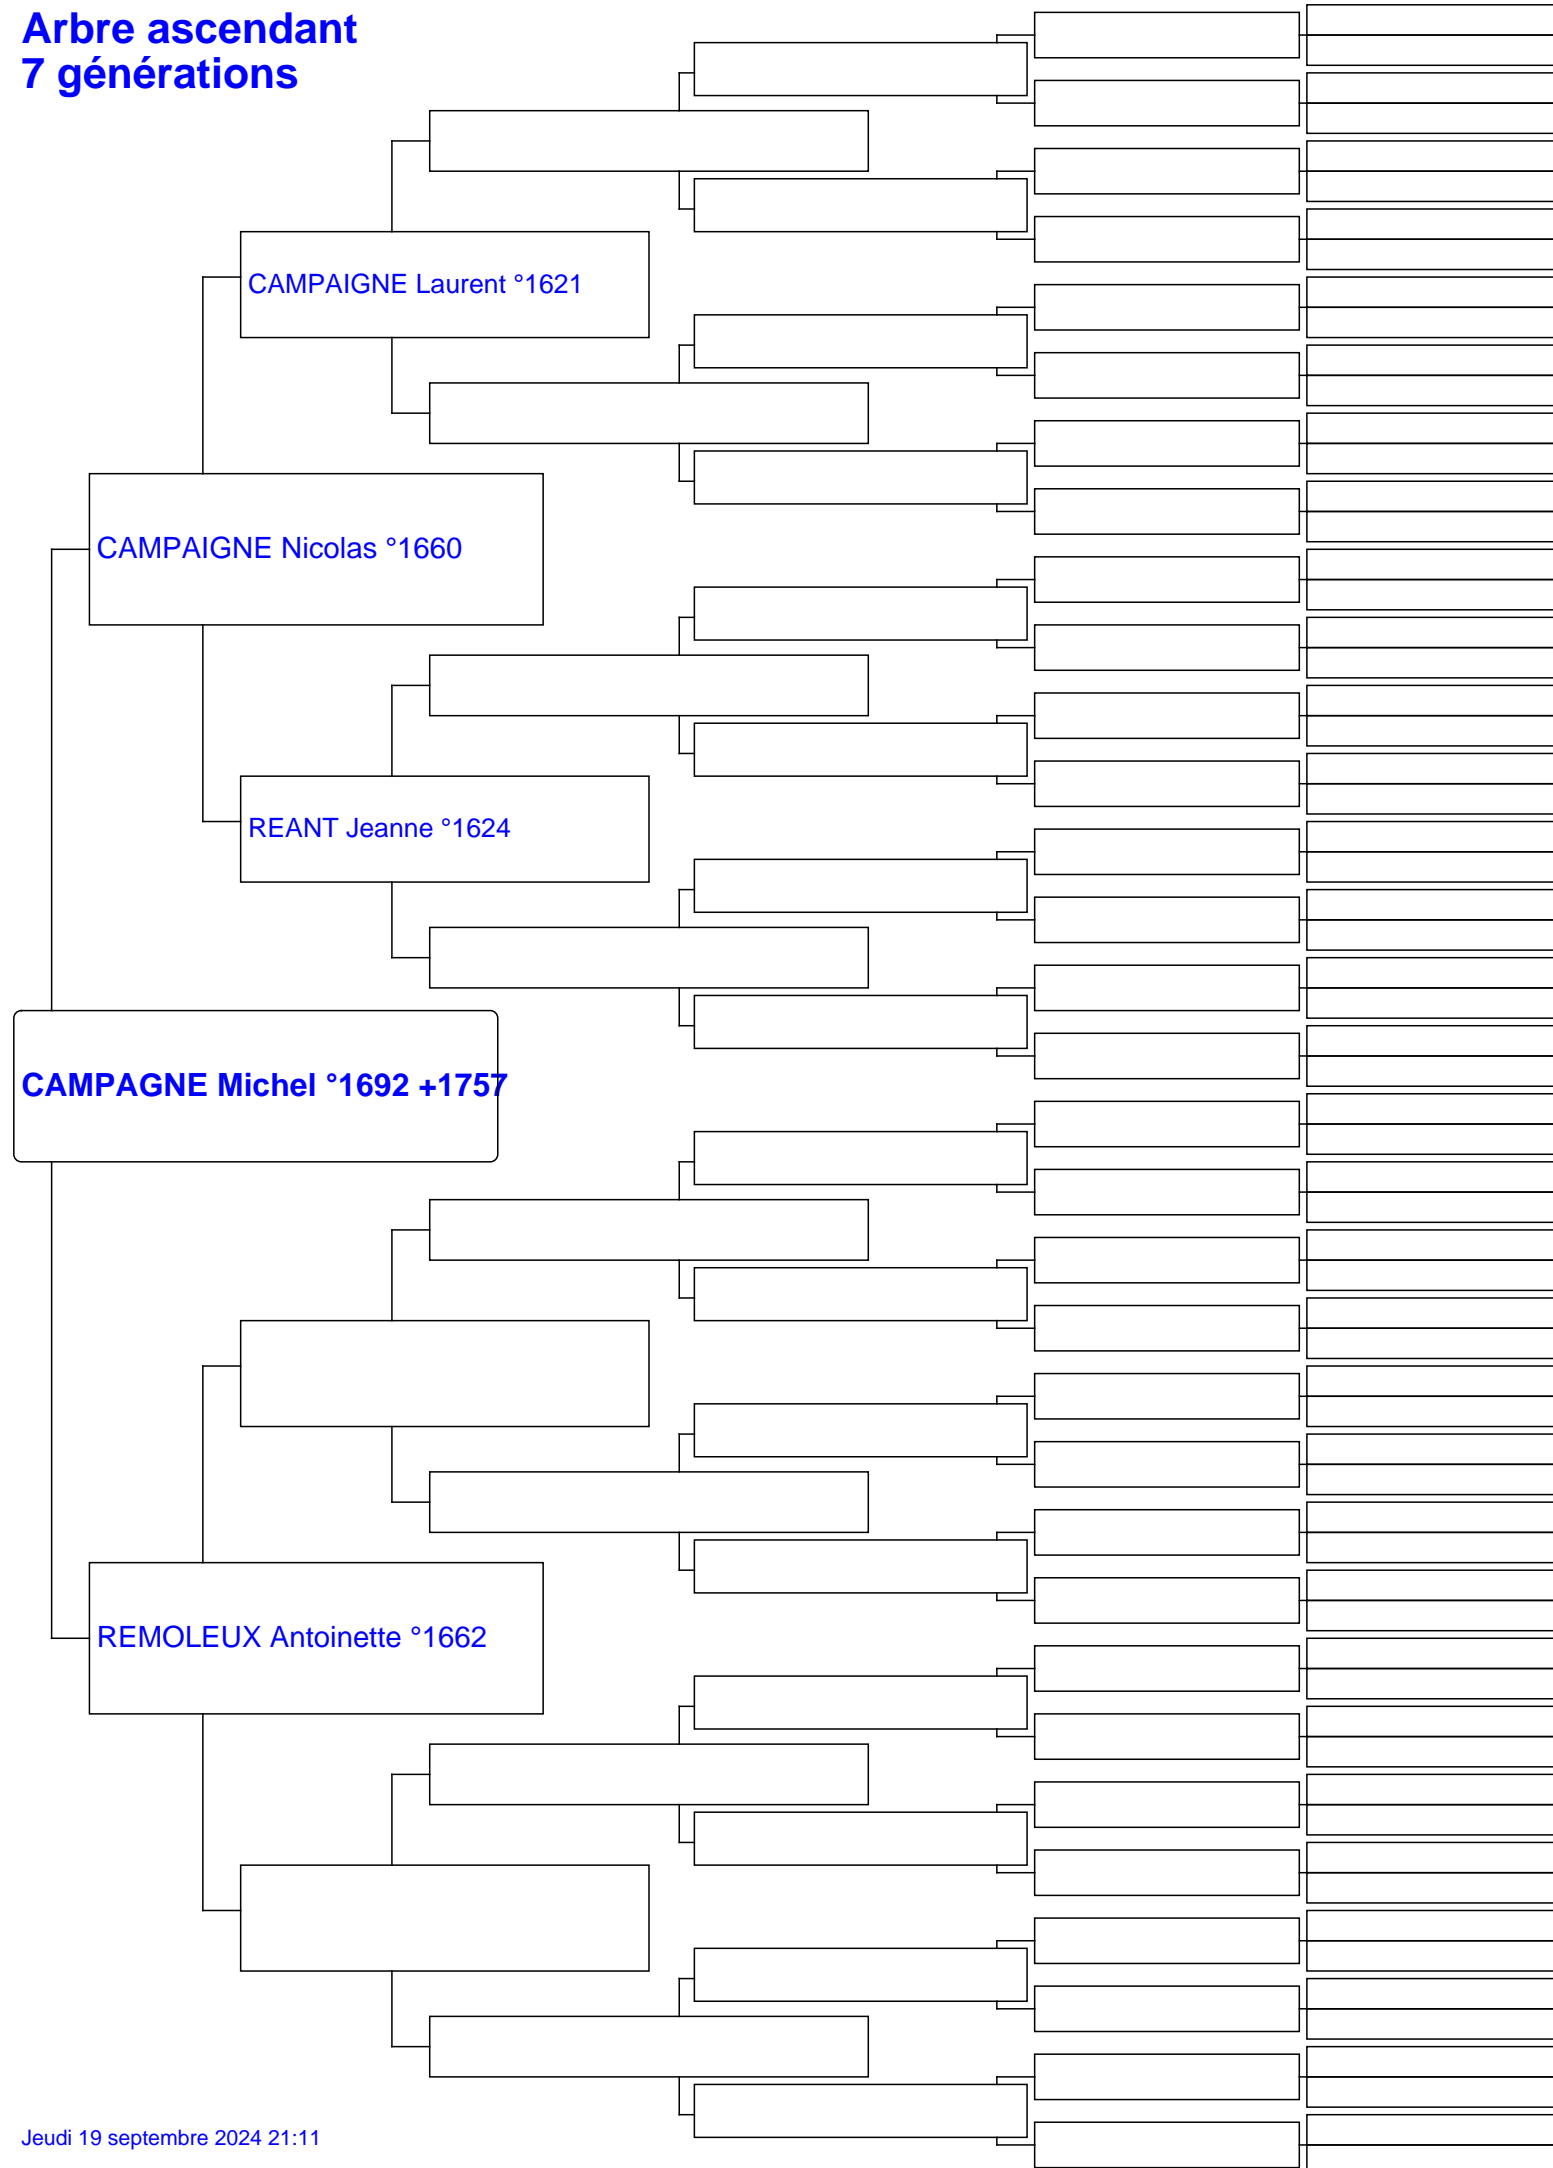 Arbre ascendant
7 générations
CAMPAIGNE Laurent °1621
CAMPAIGNE Nicolas °1660
REANT Jeanne °1624
CAMPAGNE Michel °1692 +1757
REMOLEUX Antoinette °1662
Jeudi 19 septembre 2024 21:11